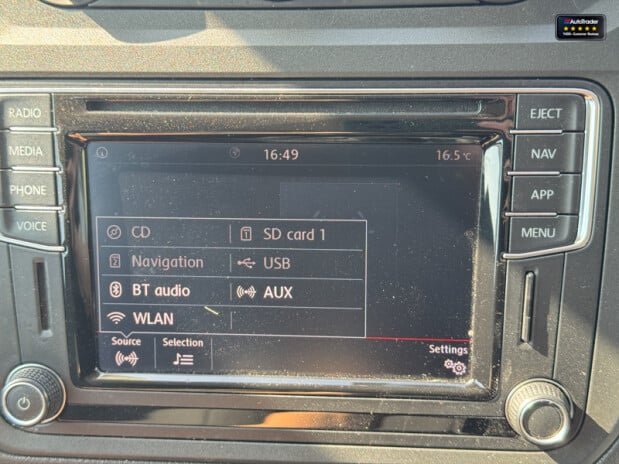 AutoTrader
RADIO
MEDIA
PHONE
VOICE
EJECT
NAV
APP
MENU
16:49
16.5 °C
CD
SD card 1
Navigation
USB
BT audio
AUX
WLAN
Source
Selection
Settings